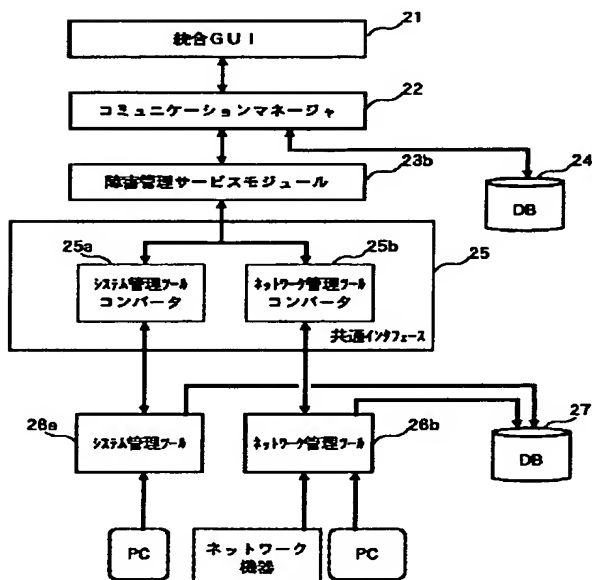 21
統合GUI
22
コミュニケーションマネージャ
23b
障害管理サービスモジュール
24
DB
25
25a
システム管理ツール
コンバータ
25b
ネットワーク管理ツール
コンバータ
共通インタフェース
26a
システム管理ツール
ネットワーク管理ツール
26b
27
DB
PC
ネットワーク
機器
PC